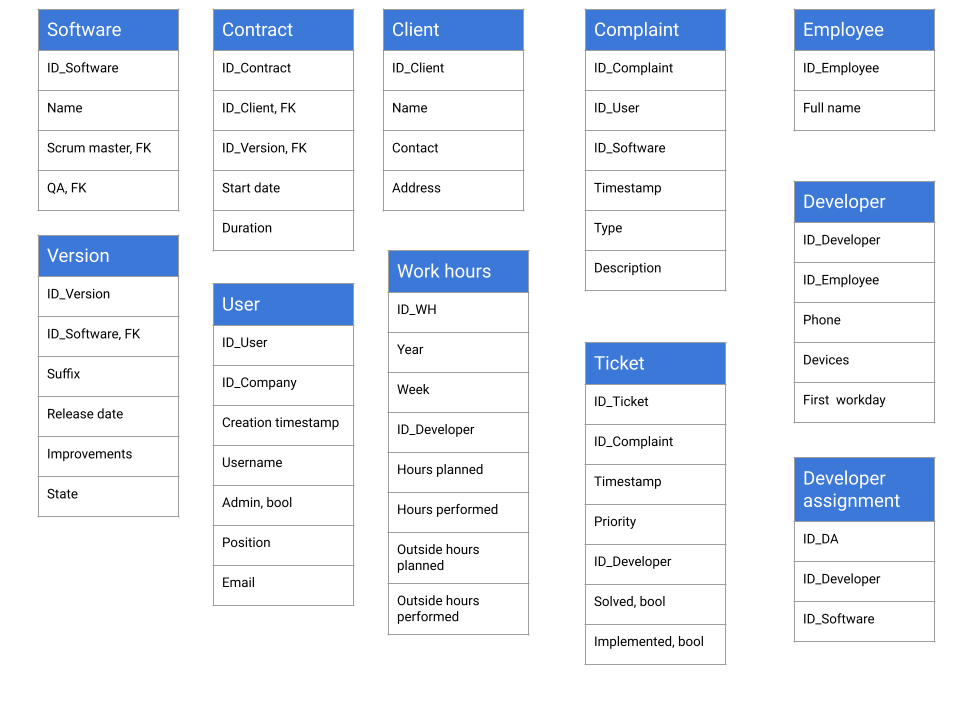 Software
ID_Software
Name
Scrum master, FK
QA, FK
Version
ID_Version
ID_Software, FK
Suffix
Release date
Improvements
State
Contract
ID_Contract
ID_Client, FK
ID_Version, FK
Start date
Duration
User
ID_User
ID_Company
Creation timestamp
Username
Admin, bool
Position
Email
Client
ID_Client
Name
Contact
Address
Work hours
ID_WH
Year
Week
ID_Developer
Hours planned
Hours performed
Outside hours
planned
Outside hours
performed
Complaint
ID_Complaint
ID_User
ID_Software
Timestamp
Type
Description
Ticket
ID_Ticket
ID_Complaint
Timestamp
Priority
ID_Developer
Solved, bool
Implemented, bool
Employee
ID_Employee
Full name
Developer
ID_Developer
ID_Employee
Phone
Devices
First  workday
Developer
assignment
ID_DA
ID_Developer
ID_Software